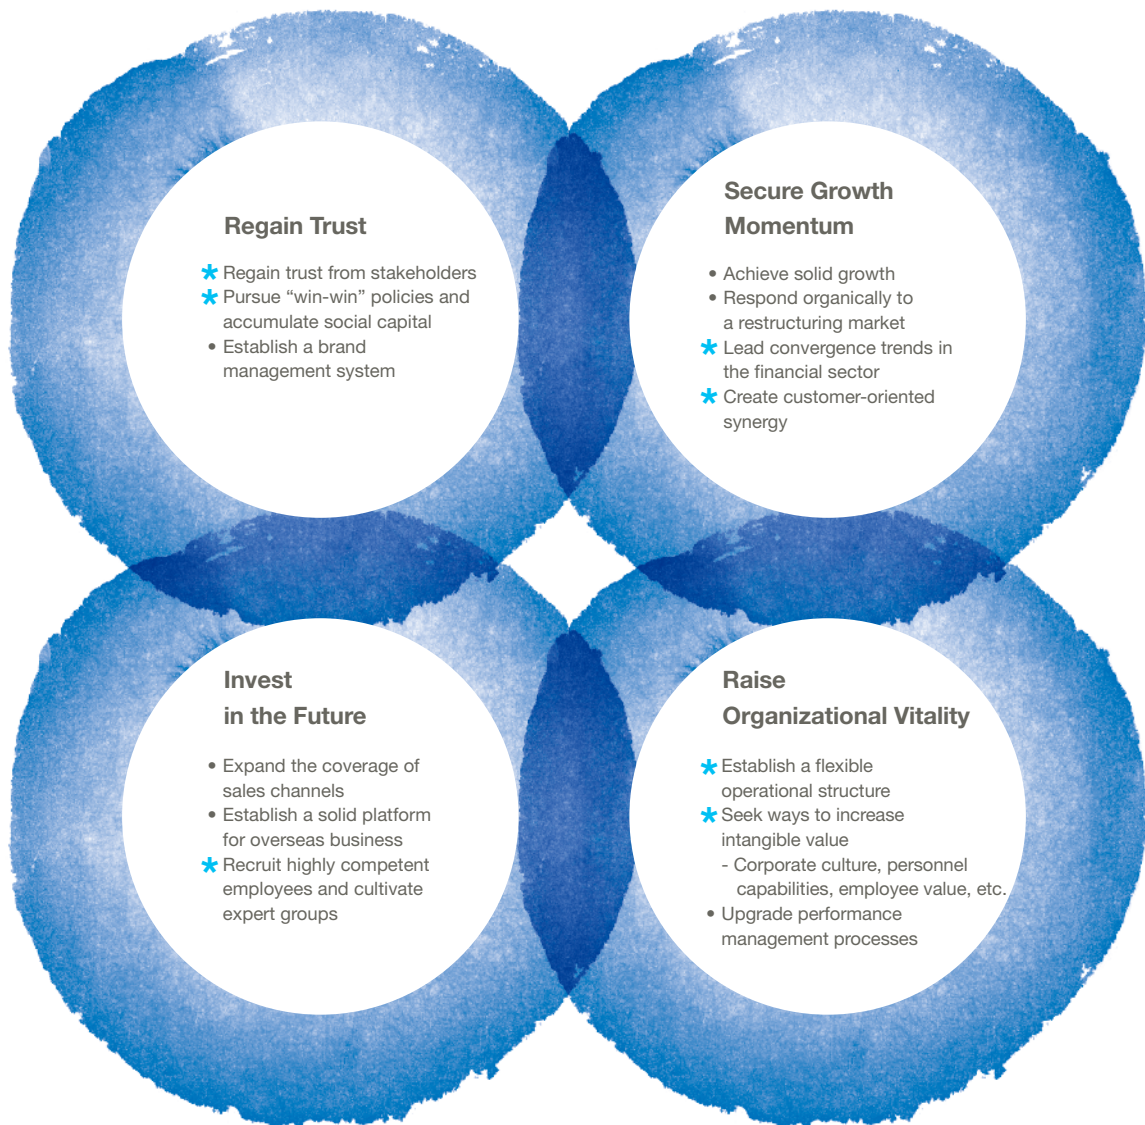 Regain Trust
* Regain trust from stakeholders
* Pursue “win-win” policies and
accumulate social capital
• Establish a brand
management system
Secure Growth
Momentum
• Achieve solid growth
• Respond organically to
a restructuring market
* Lead convergence trends in
the financial sector
* Create customer-oriented
synergy
Invest
in the Future
• Expand the coverage of
sales channels
• Establish a solid platform
for overseas business
* Recruit highly competent
employees and cultivate
expert groups
Raise
Organizational Vitality
* Establish a flexible
operational structure
* Seek ways to increase
intangible value
- Corporate culture, personnel
capabilities, employee value, etc.
• Upgrade performance
management processes